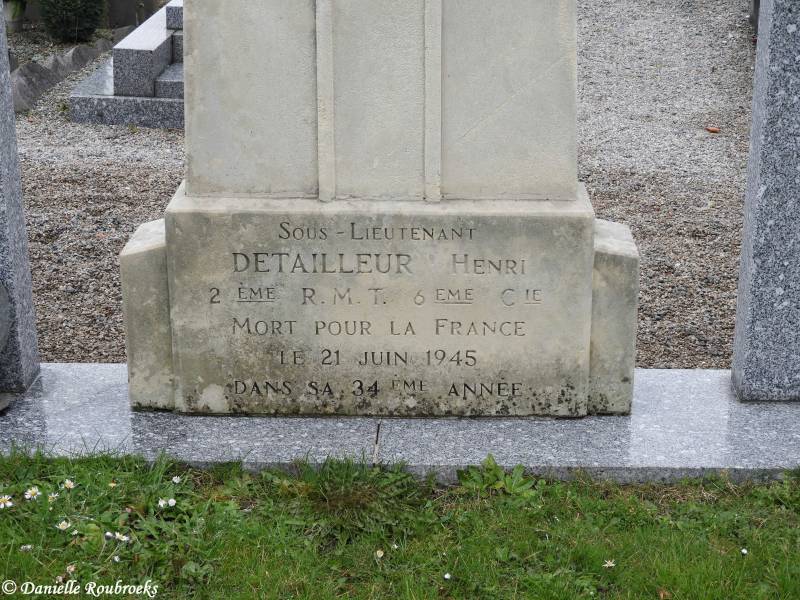 Sous-Lieutenant
DETAILLEUR Henri
2 ÈME R.M.T. 6 EME CIE
Mort pour la France
le 21 juin 1945
dans sa 34 ÈME année
© Danielle Roubroeks